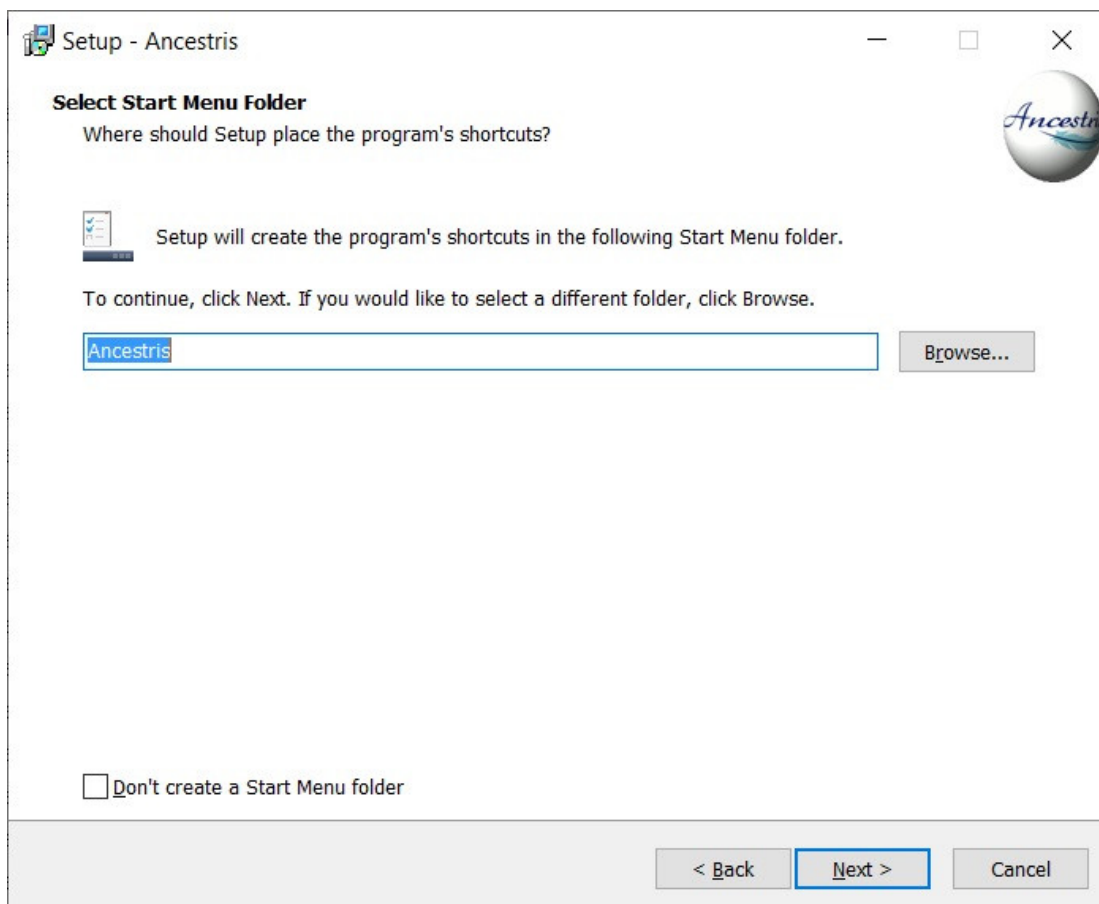 Setup - Ancestris
Select Start Menu Folder
Where should Setup place the program's shortcuts?
Setup will create the program's shortcuts in the following Start Menu folder.
To continue, click Next. If you would like to select a different folder, click Browse.
Ancestris
Browse...
Don't create a Start Menu folder
< Back
Next >
Cancel